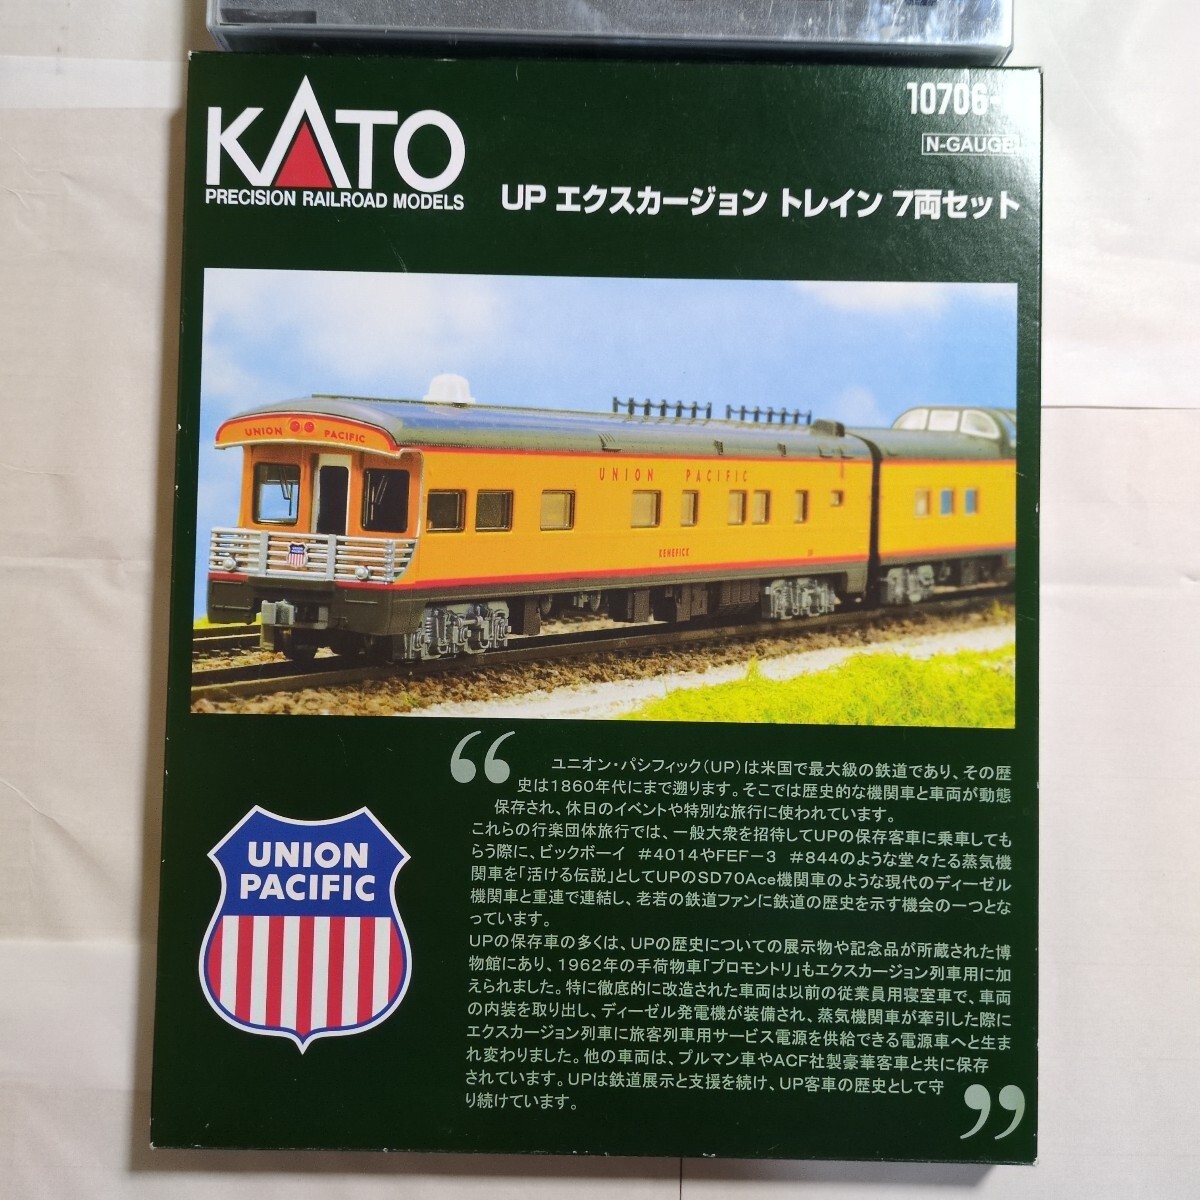 KATO
PRECISION RAILROAD MODELS
10706-
N-GAUGE
UP エクスカージョン トレイン 7両セット
UNION PACIFIC
UNION PACIFIC
KENEFICK
UNION
PACIFIC
“
ユニオン・パシフィック(UP)は米国で最大級の鉄道であり、その歴
史は1860年代にまで遡ります。そこでは歴史的な機関車と車両が動態
保存され、休日のイベントや特別な旅行に使われています。
これらの行楽団体旅行では、一般大衆を招待してUPの保存客車に乗車しても
らう際に、ビックボーイ #4014やFEF-3 #844のような堂々たる蒸気機
関車を「活ける伝説」としてUPのSD70Ace機関車のような現代のディーゼル
機関車と重連で連結し、老若の鉄道ファンに鉄道の歴史を示す機会の一つとな
っています。
UPの保存車の多くは、UPの歴史についての展示物や記念品が所蔵された博
物館にあり、1962年の手荷物車「プロモントリ」もエクスカージョン列車用に加
えられました。特に徹底的に改造された車両は以前の従業員用寝室車で、車両
の内装を取り出し、ディーゼル発電機が装備され、蒸気機関車が牽引した際に
エクスカージョン列車に旅客列車用サービス電源を供給できる電源車へと生ま
れ変わりました。他の車両は、プルマン車やACF社製豪華客車と共に保存
されています。UPは鉄道展示と支援を続け、UP客車の歴史として守
り続けています。
”